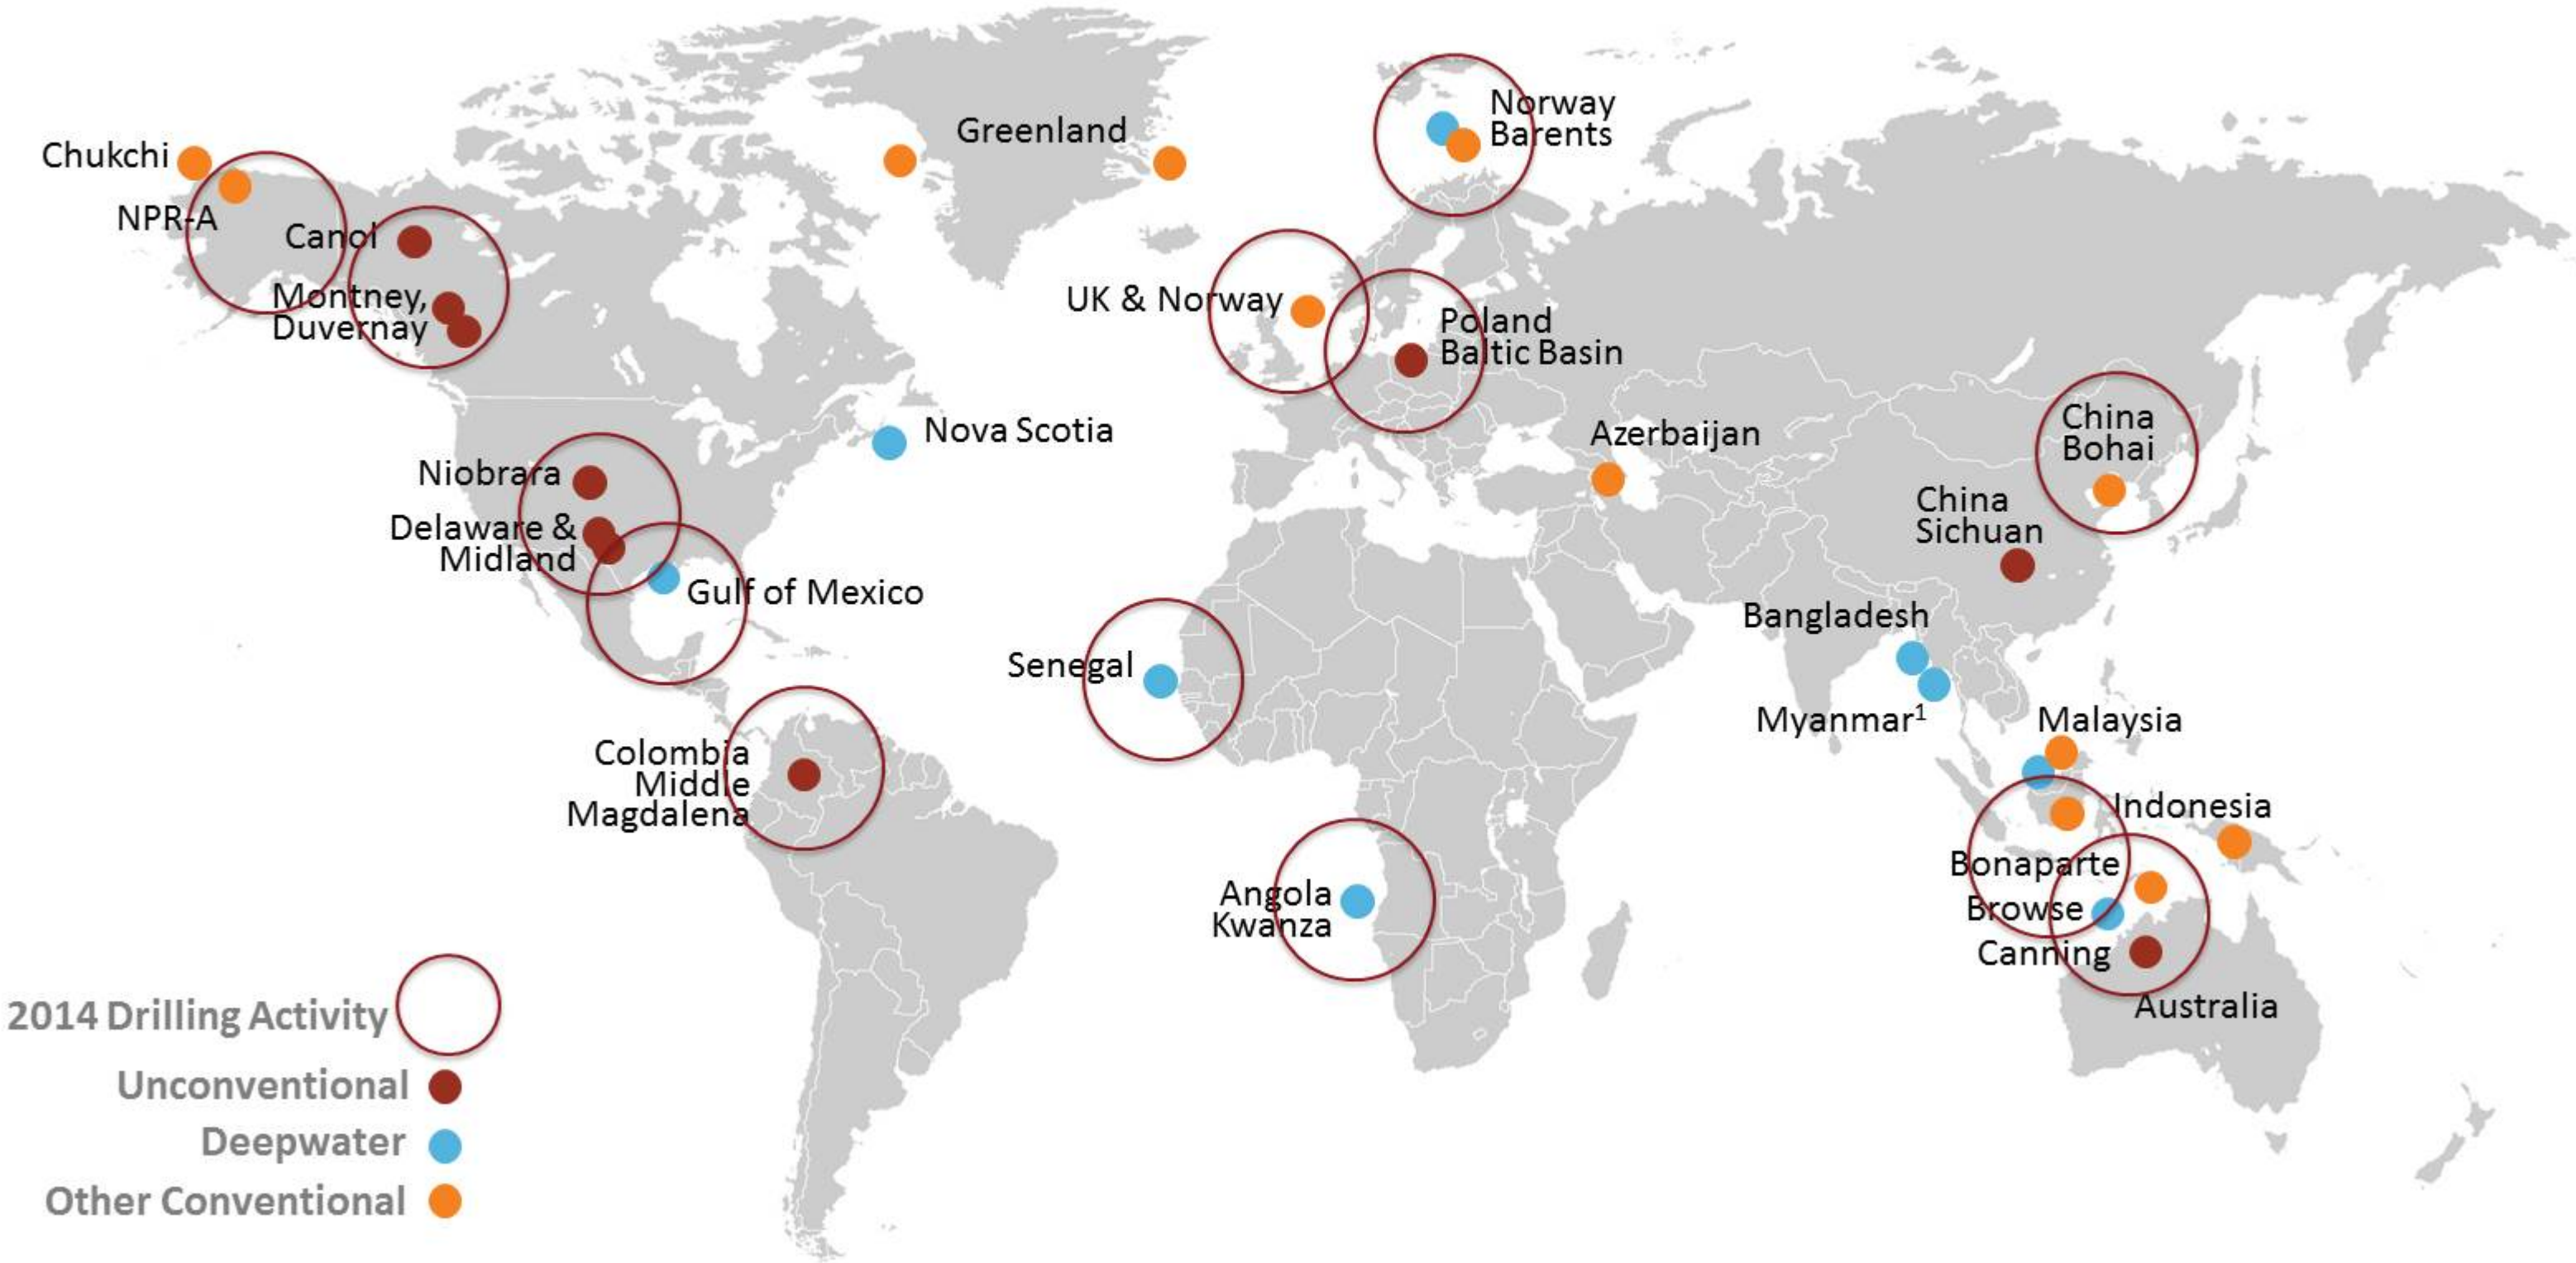 Greenland
Norway
Barents
Chukchi
NPR-A
Canol
Montney,
Duvernay
UK & Norway
Poland
Baltic Basin
Nova Scotia
Azerbaijan
China
Bohai
Niobrara
China
Sichuan
Delaware &
Midland
Gulf of Mexico
Bangladesh
Senegal
Myanmar¹
Malaysia
Colombia
Middle
Magdalena
Indonesia
Bonaparte
Angola
Kwanza
Browse
Canning
Australia
2014 Drilling Activity
Unconventional
Deepwater
Other Conventional